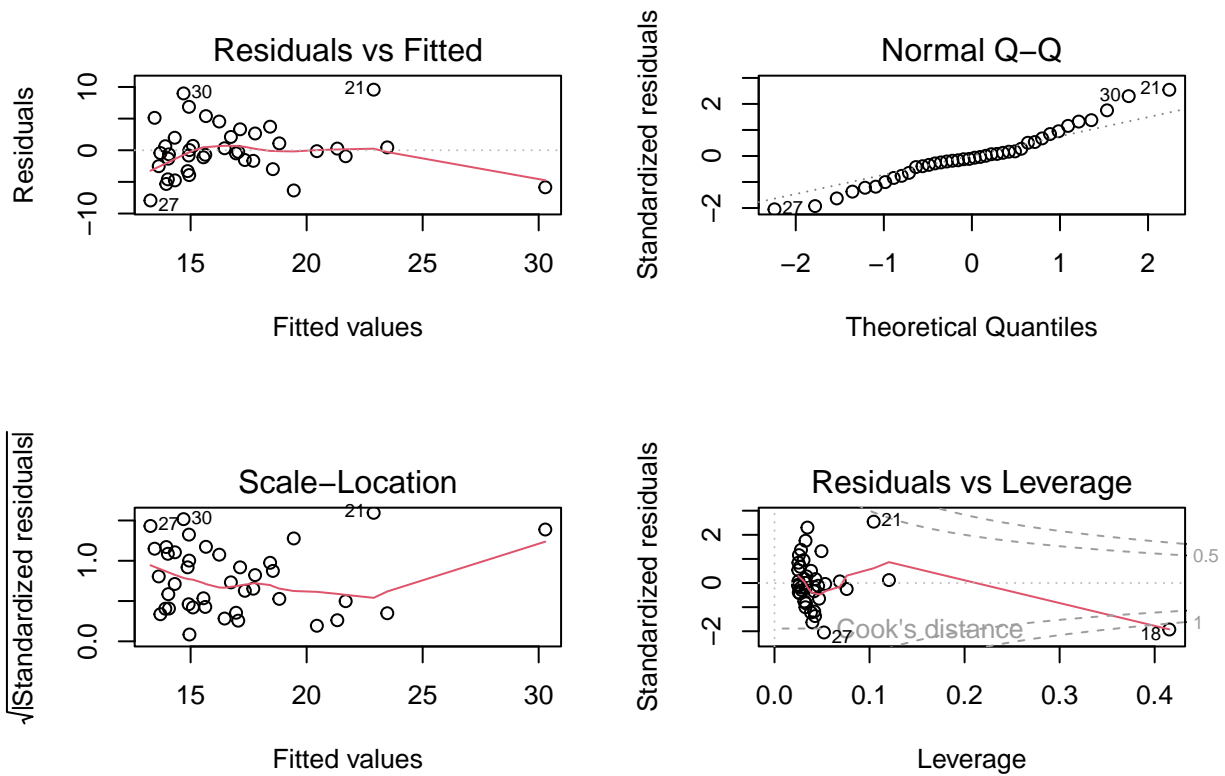 Residuals vs Fitted
Residuals
10
0
−10
30
21
27
15 20 25 30
Fitted values
Normal Q−Q
Standardized residuals
2
0
−2
30
21
27
−2 −1 0 1 2
Theoretical Quantiles
Scale−Location
√|Standardized residuals|
1.0
0.0
27
30
21
15 20 25 30
Fitted values
Residuals vs Leverage
Standardized residuals
2
0
−2
21
0.5
1
Cook's distance
27
18
0.0 0.1 0.2 0.3 0.4
Leverage